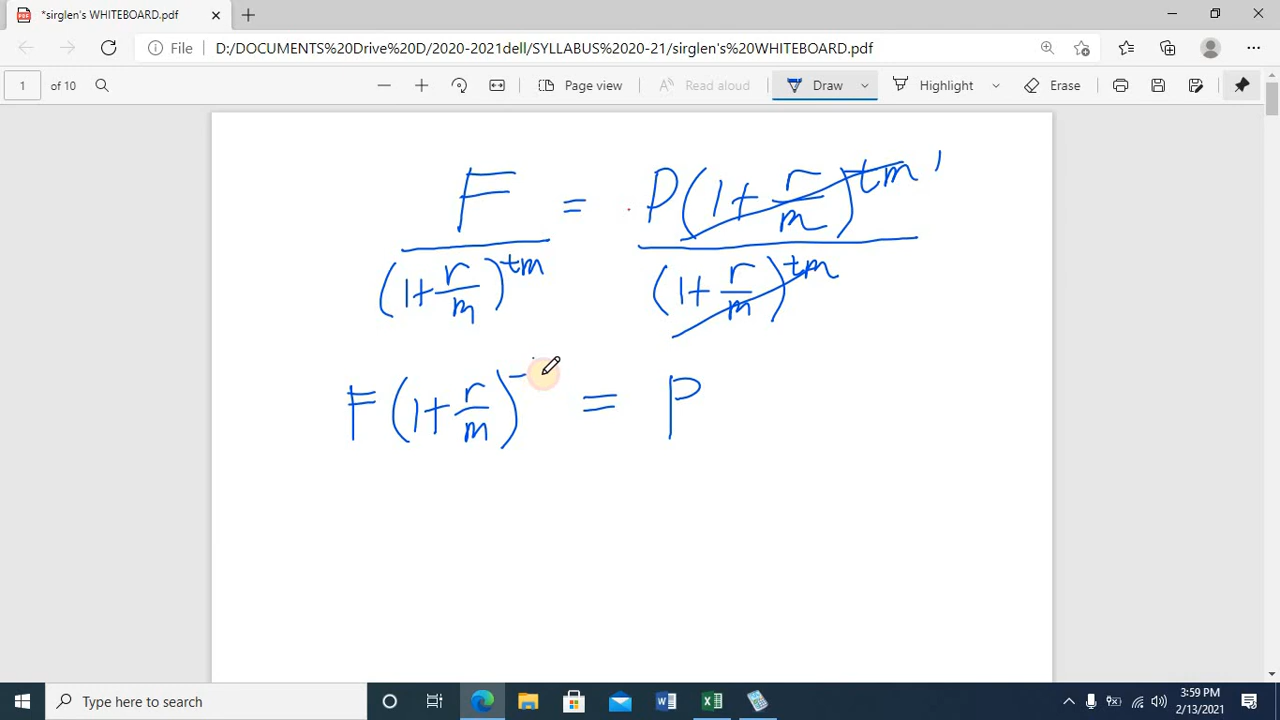 *sirglen's WHITEBOARD.pdf
File D:/DOCUMENTS%20Drive%20D/2020-2021dell/SYLLABUS%2020-21/sirglen's%20WHITEBOARD.pdf
1 of 10 Page view Read aloud Draw Highlight Erase
F/(1+r/m)^tm = P(1+r/m)^tm/(1+r/m)^tm 1
F(1+r/m)^- = P
Type here to search
3:59 PM
2/13/2021